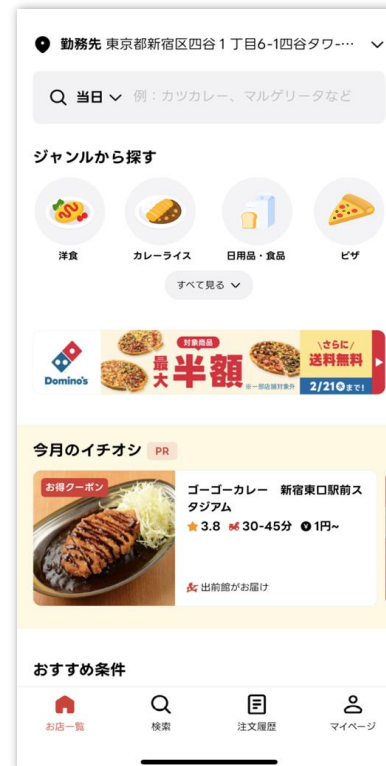 勤務先 東京都新宿区四谷1丁目6-1四谷タワ-…
当日 例：カツカレー、マルゲリータなど
ジャンルから探す
洋食 カレーライス 日用品・食品 ピザ
すべて見る
Domino's
対象商品
最大半額
※一部店舗対象外
\さらに/
送料無料
2/21㊌まで!
今月のイチオシ PR
お得クーポン
ゴーゴーカレー 新宿東口駅前ス
タジアム
3.8 30-45分 ¥1円~
出前館がお届け
おすすめ条件
お店一覧 検索 注文履歴 マイページ